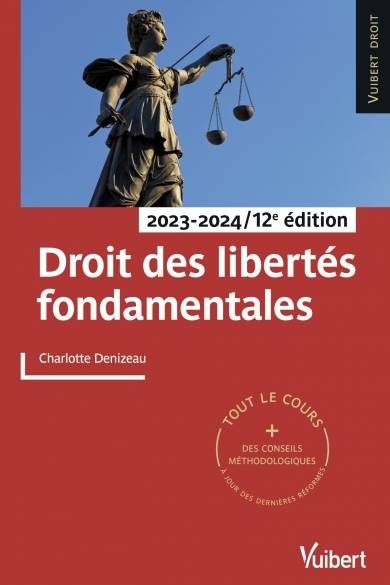 VUIBERT DROIT
2023-2024/12e édition
Droit des libertés
fondamentales
Charlotte Denizeau
TOUT LE COURS
+
DES CONSEILS
MÉTHODOLOGIQUES
À JOUR DES DERNIÈRES RÉFORMES
Vuibert